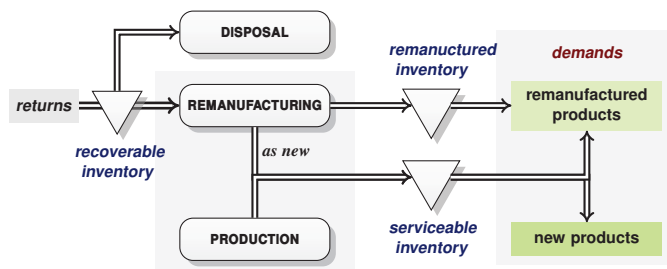 DISPOSAL
remanuctured
inventory
demands
returns
REMANUFACTURING
remanufactured
products
recoverable
inventory
as new
PRODUCTION
serviceable
inventory
new products